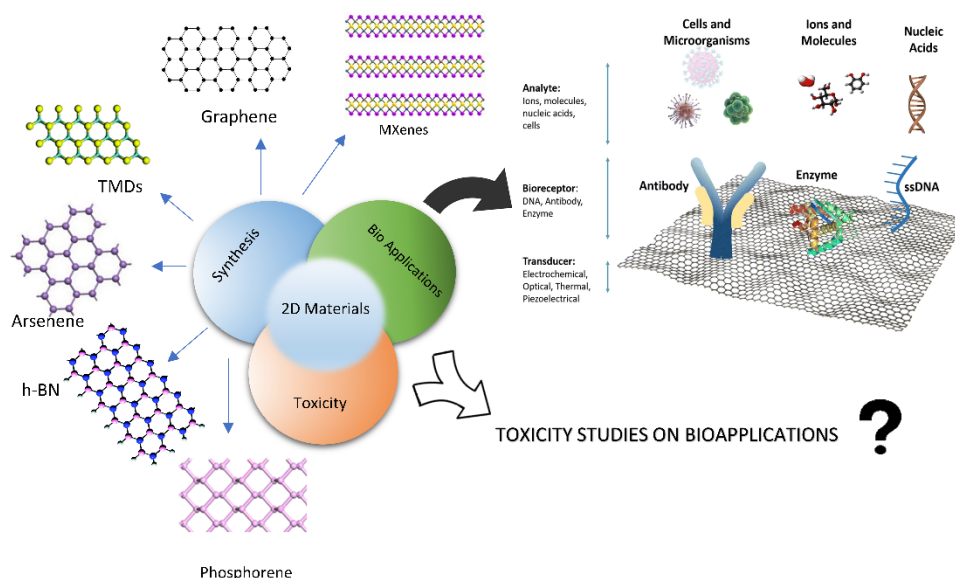 Graphene
MXenes
TMDs
Arsenene
h-BN
Phosphorene
Synthesis
Bio Applications
2D Materials
Toxicity
Cells and
Microorganisms
Ions and
Molecules
Nucleic
Acids
Analyte:
Ions, molecules,
nucleic acids,
cells
Bioreceptor:
DNA, Antibody,
Enzyme
Transducer:
Electrochemical,
Optical, Thermal,
Piezoelectrical
Antibody
Enzyme
ssDNA
TOXICITY STUDIES ON BIOAPPLICATIONS ?